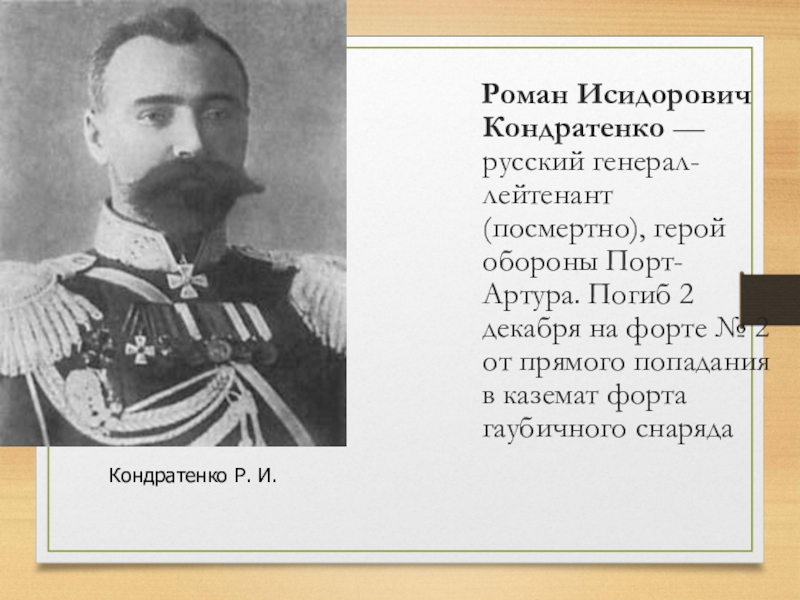 Роман Исидорович
Кондратенко —
русский генерал-
лейтенант
(посмертно), герой
обороны Порт-
Артура. Погиб 2
декабря на форте № 2
от прямого попадания
в каземат форта
гаубичного снаряда
Кондратенко Р. И.